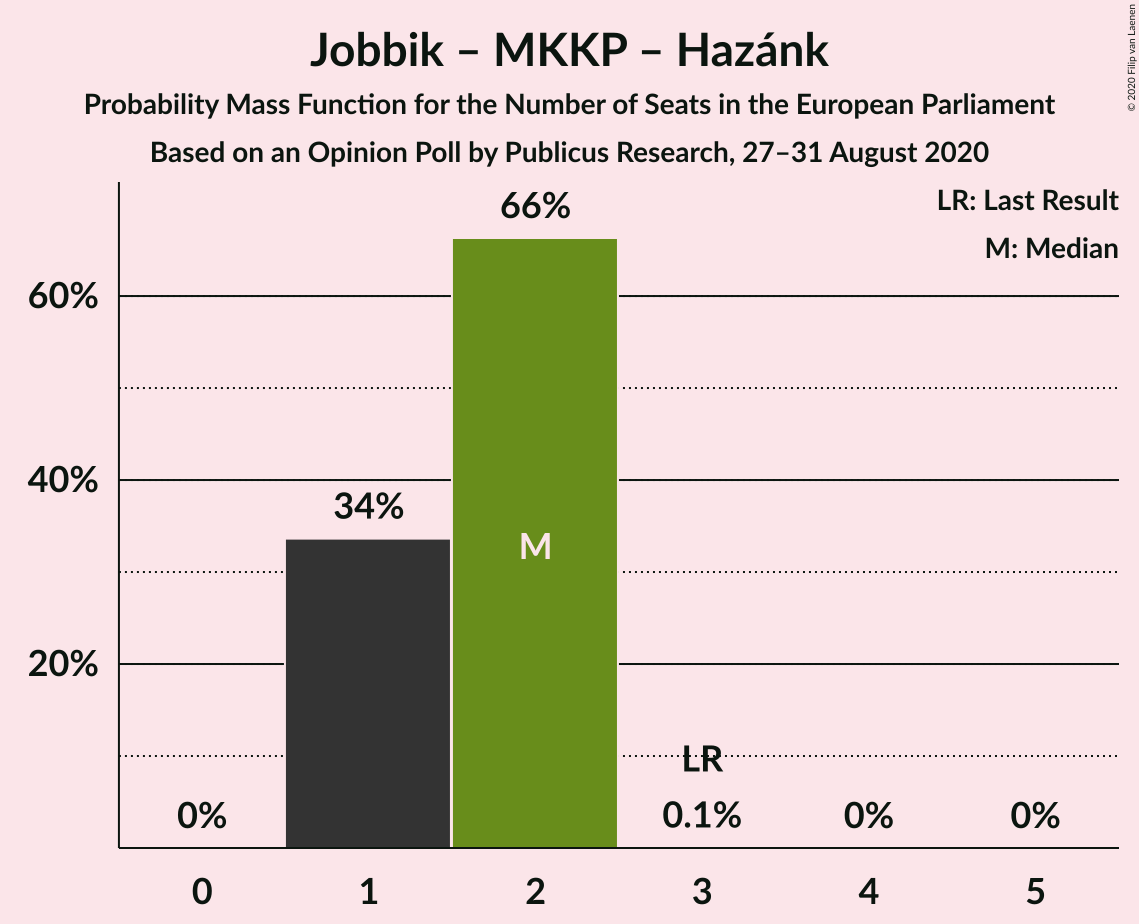 Jobbik – MKKP – Hazánk
Probability Mass Function for the Number of Seats in the European Parliament
Based on an Opinion Poll by Publicus Research, 27–31 August 2020
© 2020 Filip van Laenen
LR: Last Result
M: Median
66%
60%
40%
34%
M
20%
LR
0%
0.1%
0%
0%
0 1 2 3 4 5